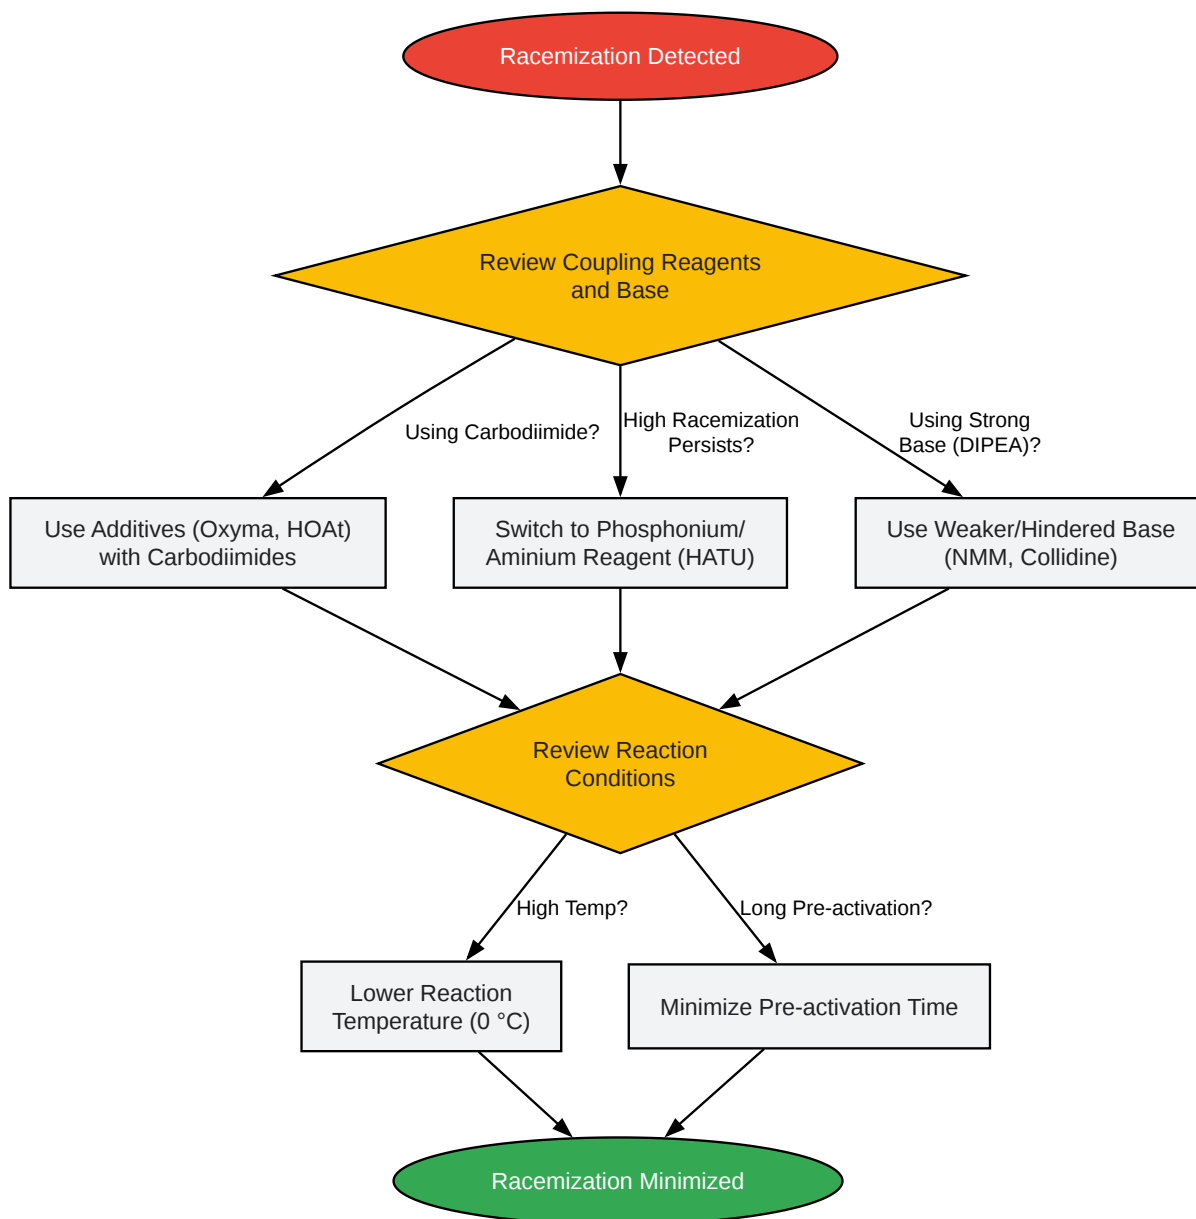 Racemization Detected
Review Coupling Reagents
and Base
Using Carbodiimide?
High Racemization
Persists?
Using Strong
Base (DIPEA)?
Use Additives (Oxyma, HOAt)
with Carbodiimides
Switch to Phosphonium/
Aminium Reagent (HATU)
Use Weaker/Hindered Base
(NMM, Collidine)
Review Reaction
Conditions
High Temp?
Long Pre-activation?
Lower Reaction
Temperature (0 °C)
Minimize Pre-activation Time
Racemization Minimized